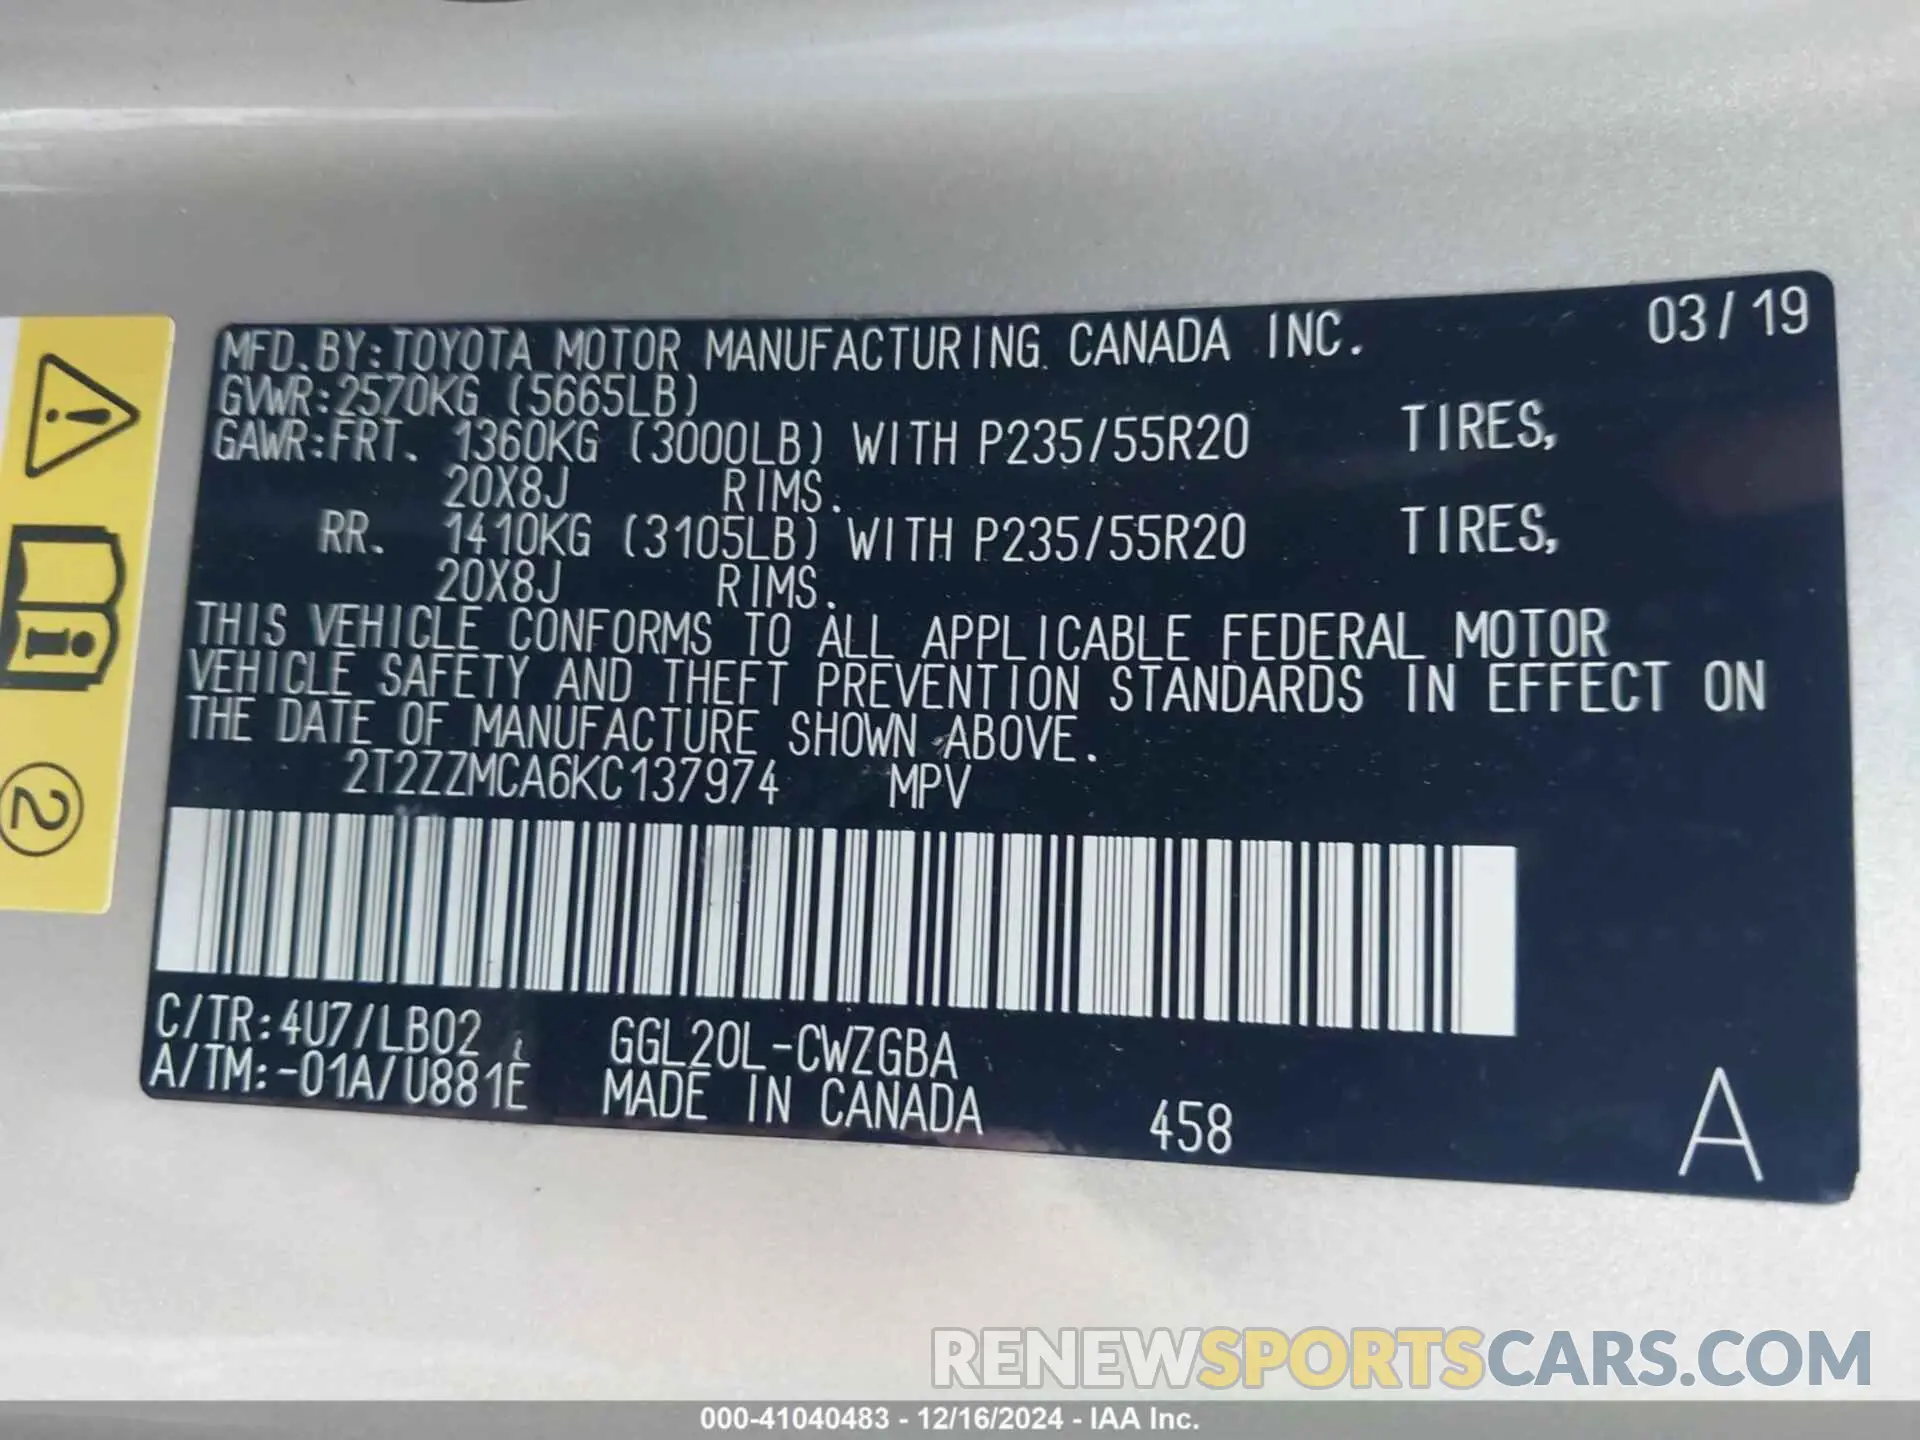 MFD.BY:TOYOTA MOTOR MANUFACTURING CANADA INC. 03/19
GVWR:2570KG (5665LB)
GAWR:FRT. 1360KG (3000LB) WITH P235/55R20 TIRES,
20X8J RIMS.
RR. 1410KG (3105LB) WITH P235/55R20 TIRES,
20X8J RIMS.
THIS VEHICLE CONFORMS TO ALL APPLICABLE FEDERAL MOTOR
VEHICLE SAFETY AND THEFT PREVENTION STANDARDS IN EFFECT ON
THE DATE OF MANUFACTURE SHOWN ABOVE.
2T2ZZMCA6KC137974 MPV
C/TR:4U7/LB02 GGL20L-CWZGBA
A/TM:-01A/U881E MADE IN CANADA 458 A
2
RENEWSPORTSCARS.COM
000-41040483 - 12/16/2024 - IAA Inc.